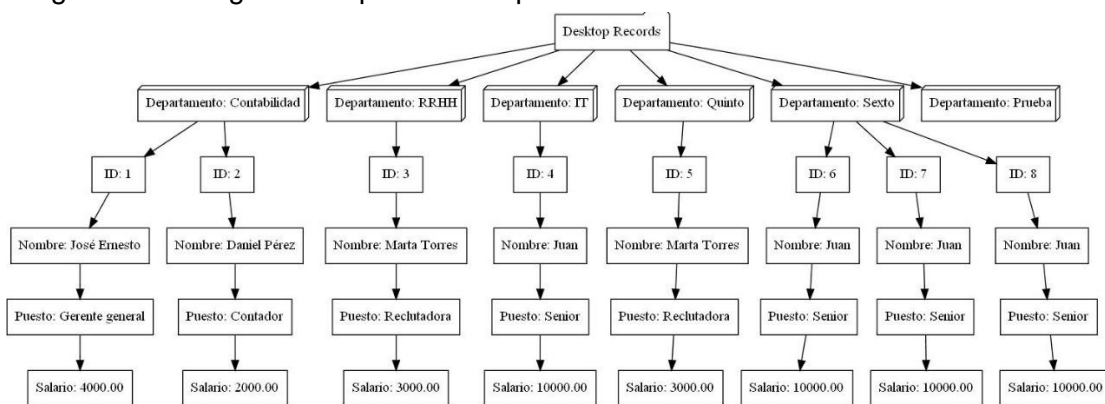 Desktop Records
Departamento: Contabilidad
Departamento: RRHH
Departamento: IT
Departamento: Quinto
Departamento: Sexto
Departamento: Prueba
ID: 1
ID: 2
ID: 3
ID: 4
ID: 5
ID: 6
ID: 7
ID: 8
Nombre: José Ernesto
Nombre: Daniel Pérez
Nombre: Marta Torres
Nombre: Juan
Nombre: Marta Torres
Nombre: Juan
Nombre: Juan
Nombre: Juan
Puesto: Gerente general
Puesto: Contador
Puesto: Reclutadora
Puesto: Senior
Puesto: Reclutadora
Puesto: Senior
Puesto: Senior
Puesto: Senior
Salario: 4000.00
Salario: 2000.00
Salario: 3000.00
Salario: 10000.00
Salario: 3000.00
Salario: 10000.00
Salario: 10000.00
Salario: 10000.00